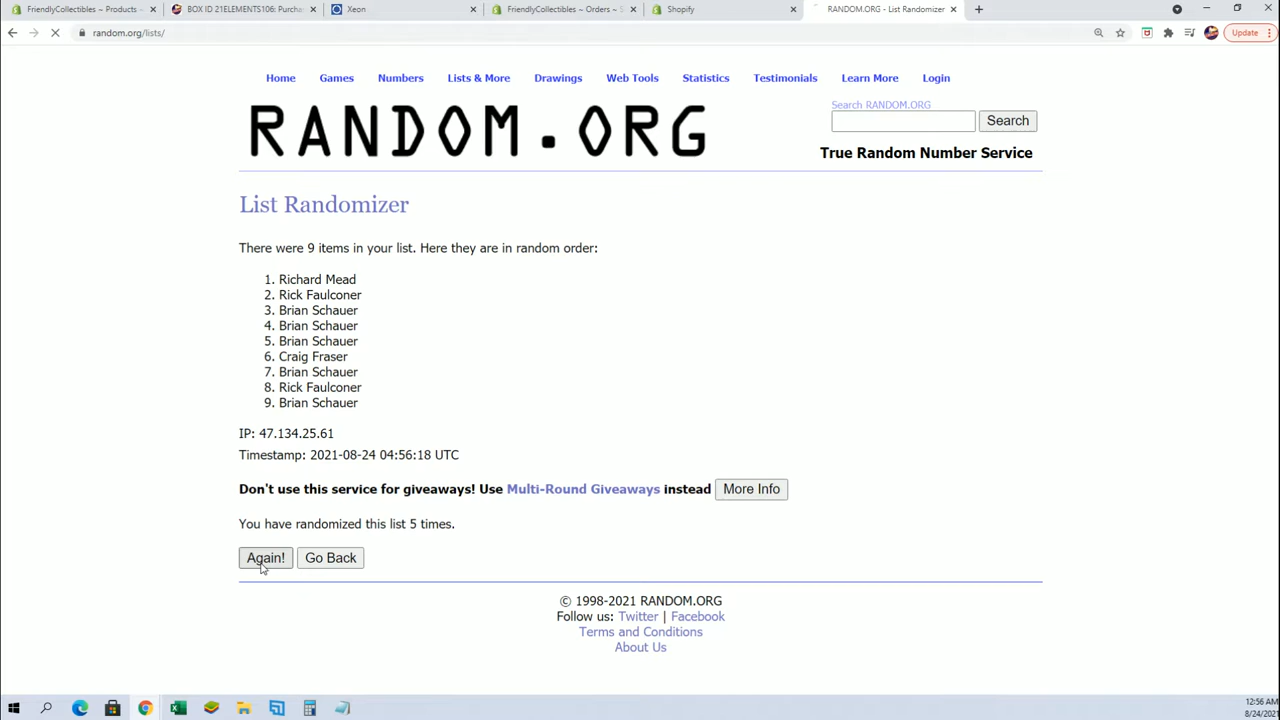 FriendlyCollectibles ~ Products ~
BOX ID 21ELEMENTS106: Purcha
Xeon
FriendlyCollectibles ~ Orders ~ S
Shopify
RANDOM.ORG - List Randomizer
random.org/lists/
Update
Home Games Numbers Lists & More Drawings Web Tools Statistics Testimonials Learn More Login
RANDOM.ORG
Search RANDOM.ORG
Search
True Random Number Service
List Randomizer
There were 9 items in your list. Here they are in random order:
1. Richard Mead
2. Rick Faulconer
3. Brian Schauer
4. Brian Schauer
5. Brian Schauer
6. Craig Fraser
7. Brian Schauer
8. Rick Faulconer
9. Brian Schauer
IP: 47.134.25.61
Timestamp: 2021-08-24 04:56:18 UTC
Don't use this service for giveaways! Use Multi-Round Giveaways instead More Info
You have randomized this list 5 times.
Again! Go Back
© 1998-2021 RANDOM.ORG
Follow us: Twitter | Facebook
Terms and Conditions
About Us
12:56 AM
8/24/2021